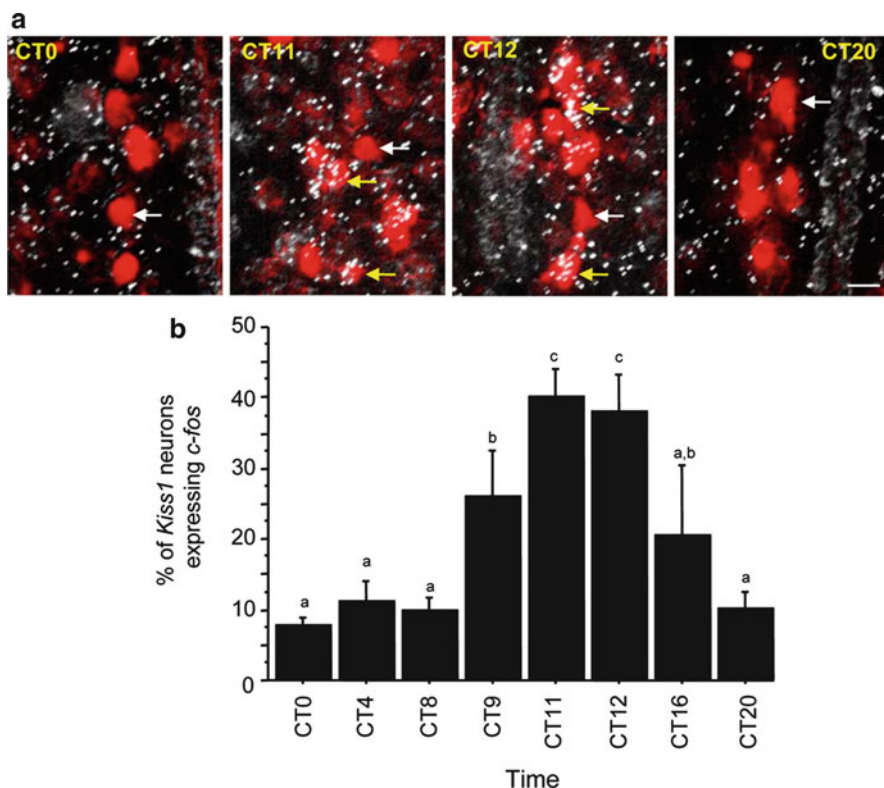 a
CT0 CT11 CT12 CT20
b
% of Kiss1 neurons
expressing c-fos
50
40
30
20
10
0
a a a b c c a,b a
CT0 CT4 CT8 CT9 CT11 CT12 CT16 CT20
Time